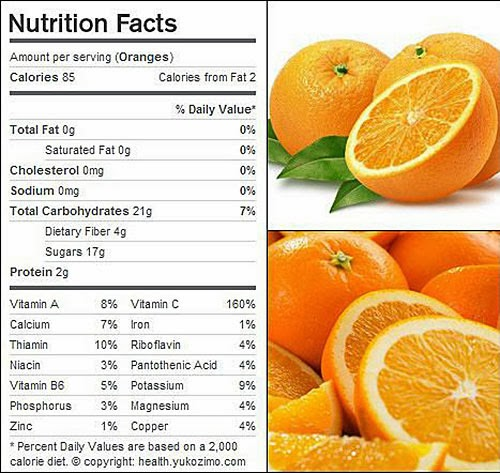 Nutrition Facts
Amount per serving (Oranges)
Calories 85 Calories from Fat 2
% Daily Value*
Total Fat 0g 0%
Saturated Fat 0g 0%
Cholesterol 0mg 0%
Sodium 0mg 0%
Total Carbohydrates 21g 7%
Dietary Fiber 4g
Sugars 17g
Protein 2g
Vitamin A 8% Vitamin C 160%
Calcium 7% Iron 1%
Thiamin 10% Riboflavin 4%
Niacin 3% Pantothenic Acid 4%
Vitamin B6 5% Potassium 9%
Phosphorus 3% Magnesium 4%
Zinc 1% Copper 4%
* Percent Daily Values are based on a 2,000
calorie diet. © copyright: health.yukozimo.com